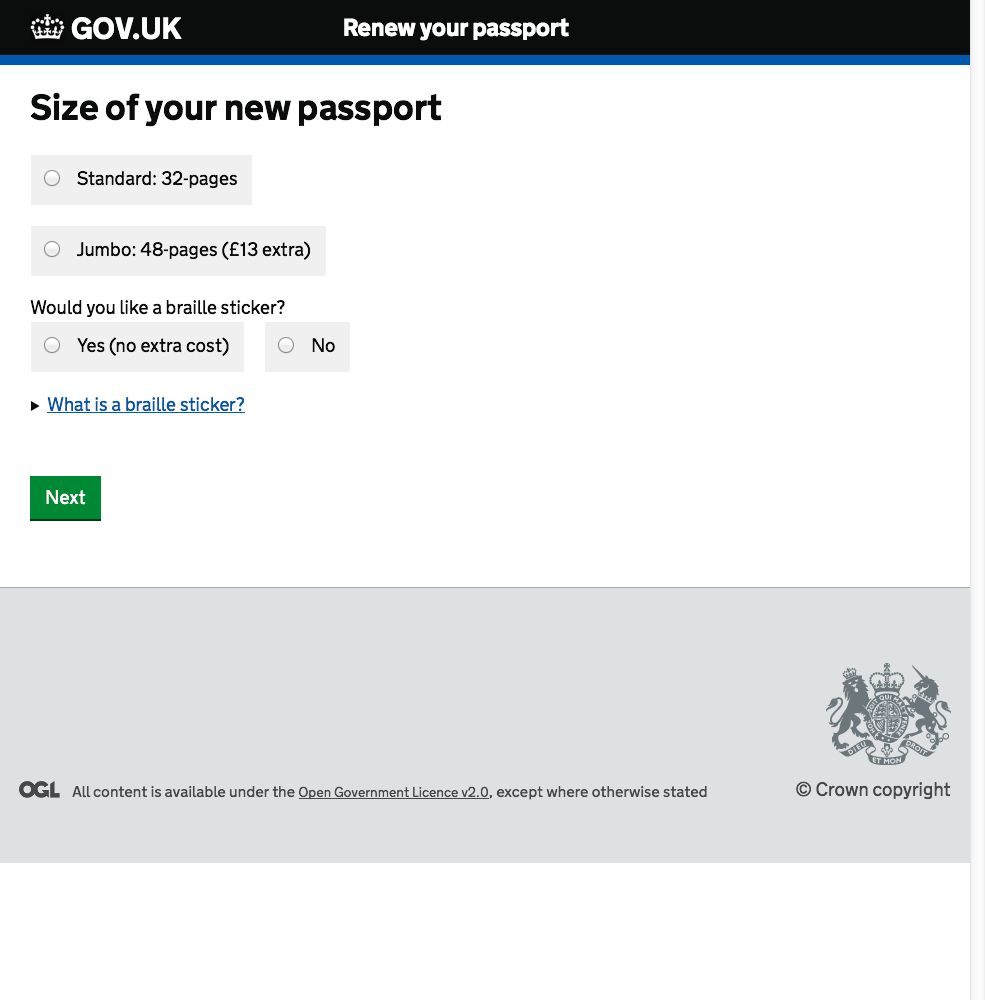 GOV.UK
Renew your passport
Size of your new passport
Standard: 32-pages
Jumbo: 48-pages (£13 extra)
Would you like a braille sticker?
Yes (no extra cost) No
What is a braille sticker?
Next
DIEU ET MON DROIT
OGL All content is available under the Open Government Licence v2.0, except where otherwise stated
© Crown copyright